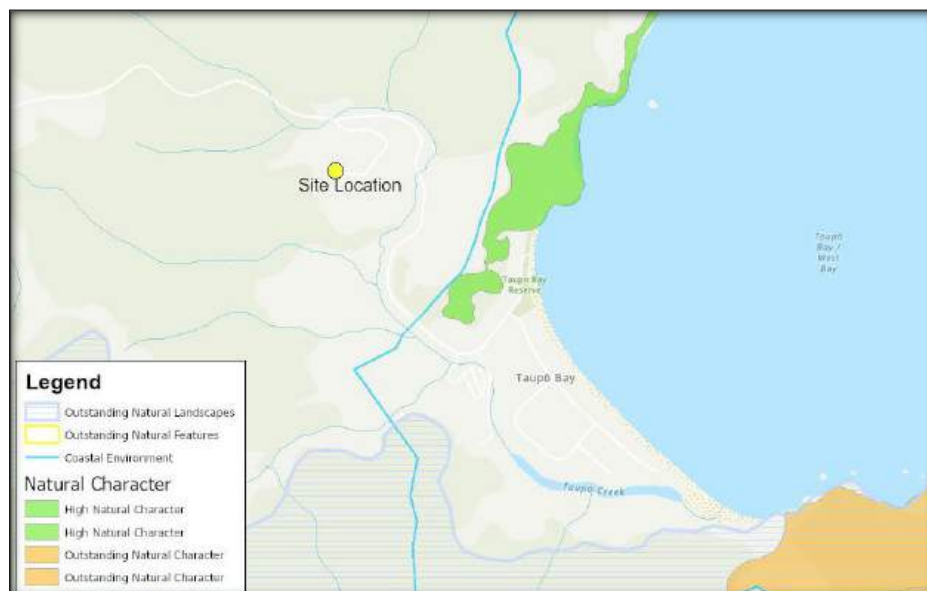 Site Location
Taupō
Bay /
West
Bay
Taupo Bay
Reserve
Taupō Bay
Taupo Creek
Legend
Outstanding Natural Landscapes
Outstanding Natural Features
Coastal Environment
Natural Character
High Natural Character
High Natural Character
Outstanding Natural Character
Outstanding Natural Character